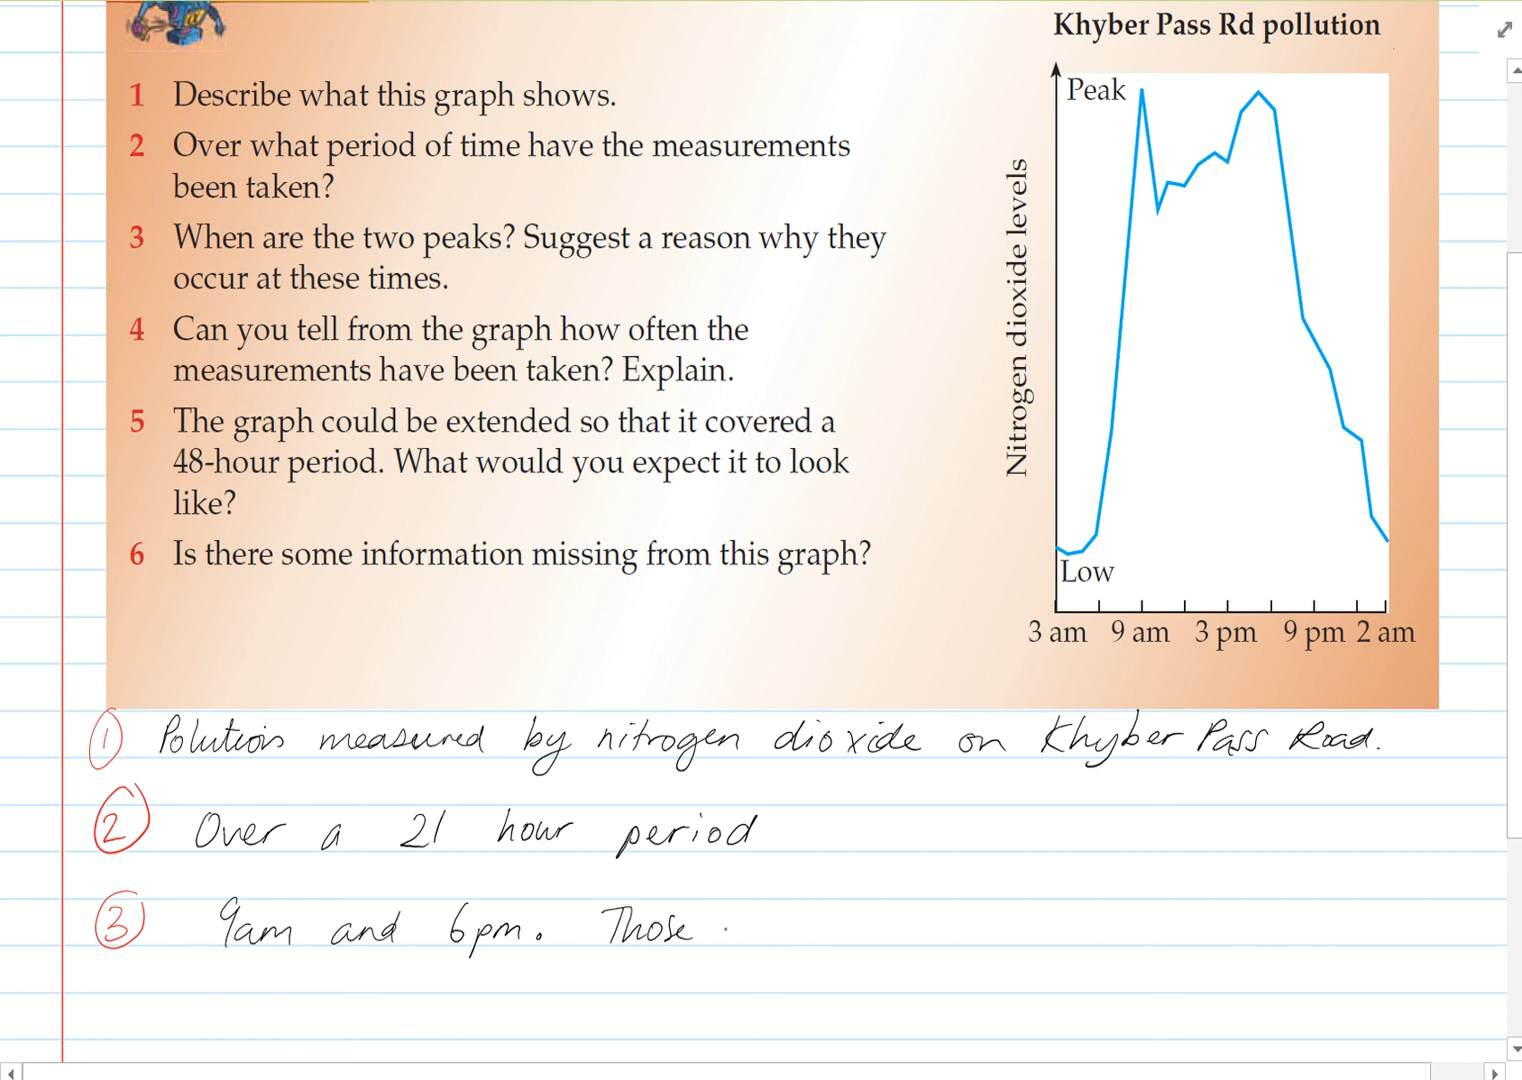 Khyber Pass Rd pollution
1 Describe what this graph shows.
2 Over what period of time have the measurements
been taken?
3 When are the two peaks? Suggest a reason why they
occur at these times.
4 Can you tell from the graph how often the
measurements have been taken? Explain.
5 The graph could be extended so that it covered a
48-hour period. What would you expect it to look
like?
6 Is there some information missing from this graph?
Peak
Nitrogen dioxide levels
Low
3 am 9 am 3 pm 9 pm 2 am
1 Polution measured by nitrogen dioxide on Khyber Pass Road.
2 Over a 21 hour period
3 9am and 6pm. Those